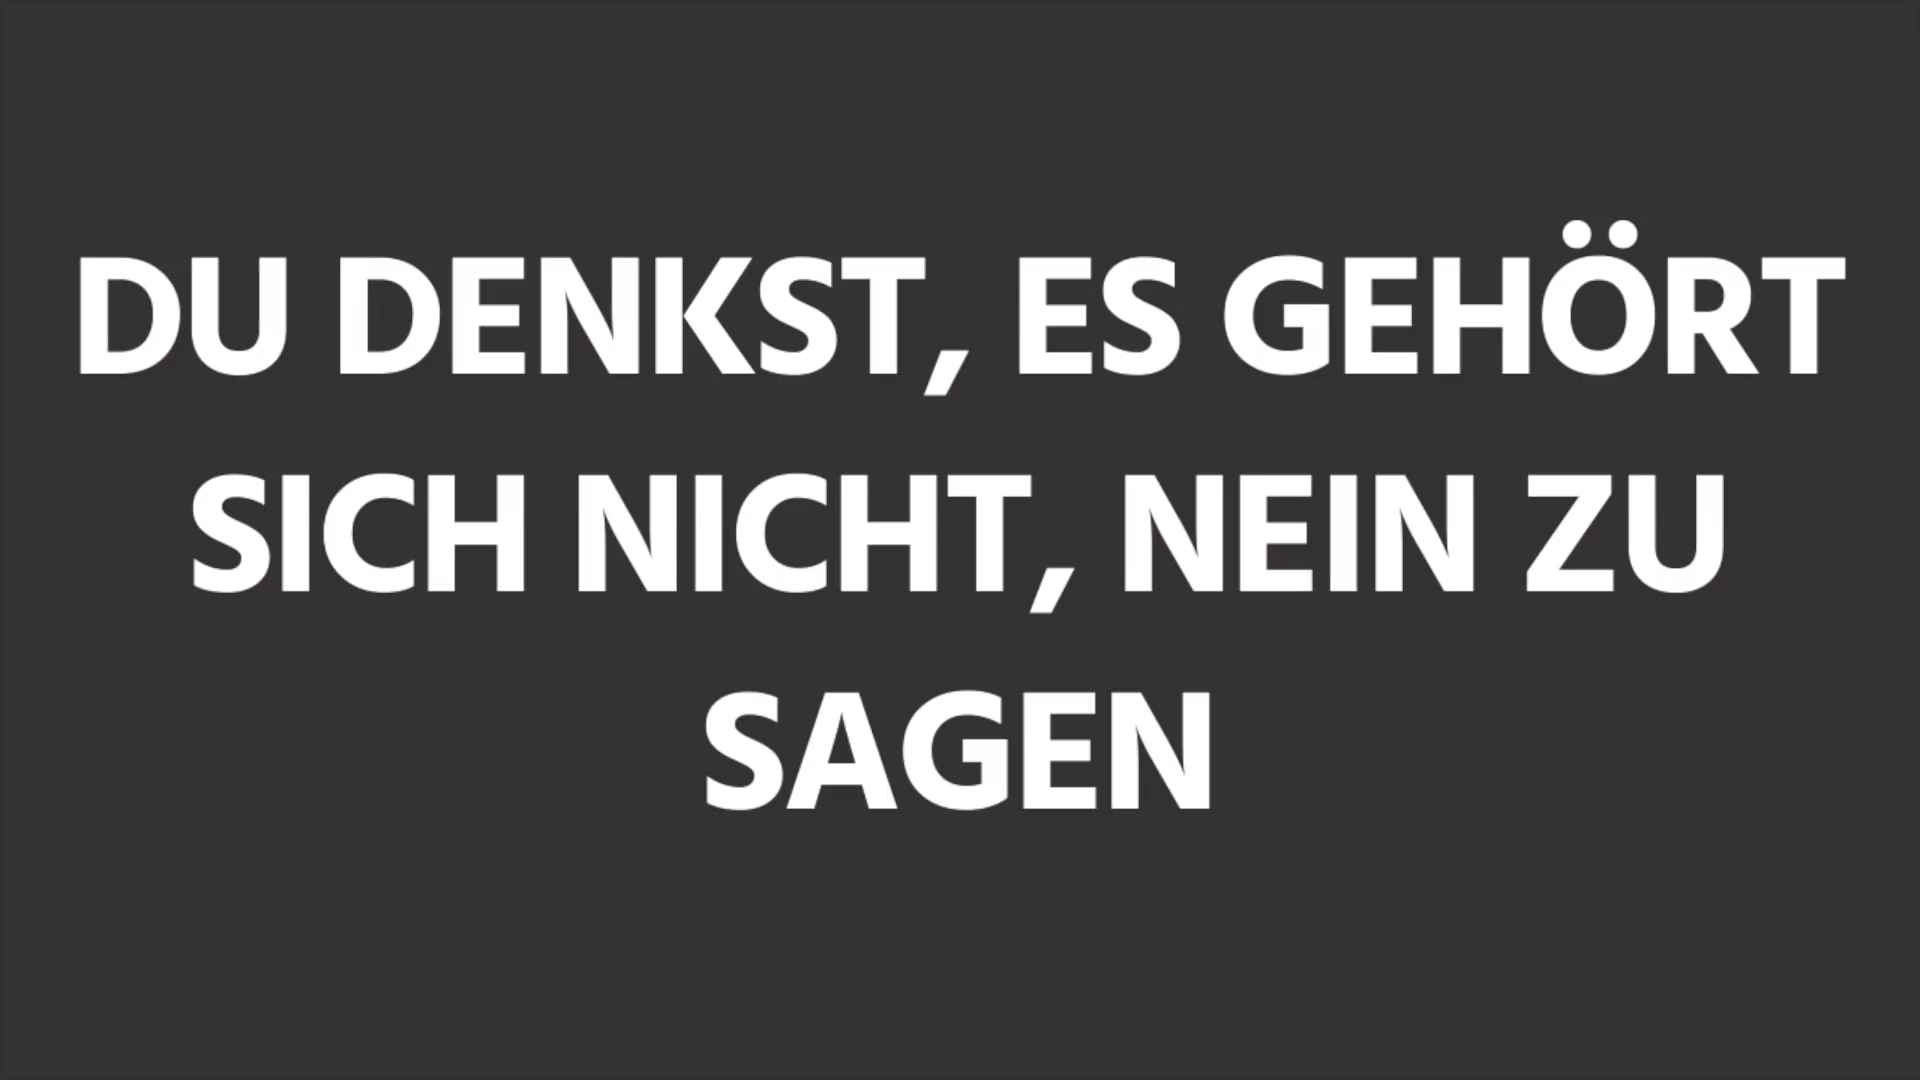 DU DENKST, ES GEHÖRT
SICH NICHT, NEIN ZU
SAGEN